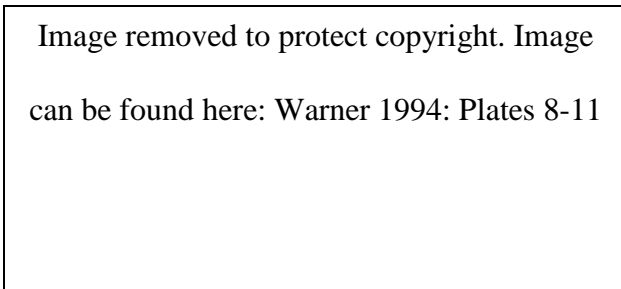 Image removed to protect copyright. Image
can be found here: Warner 1994: Plates 8-11